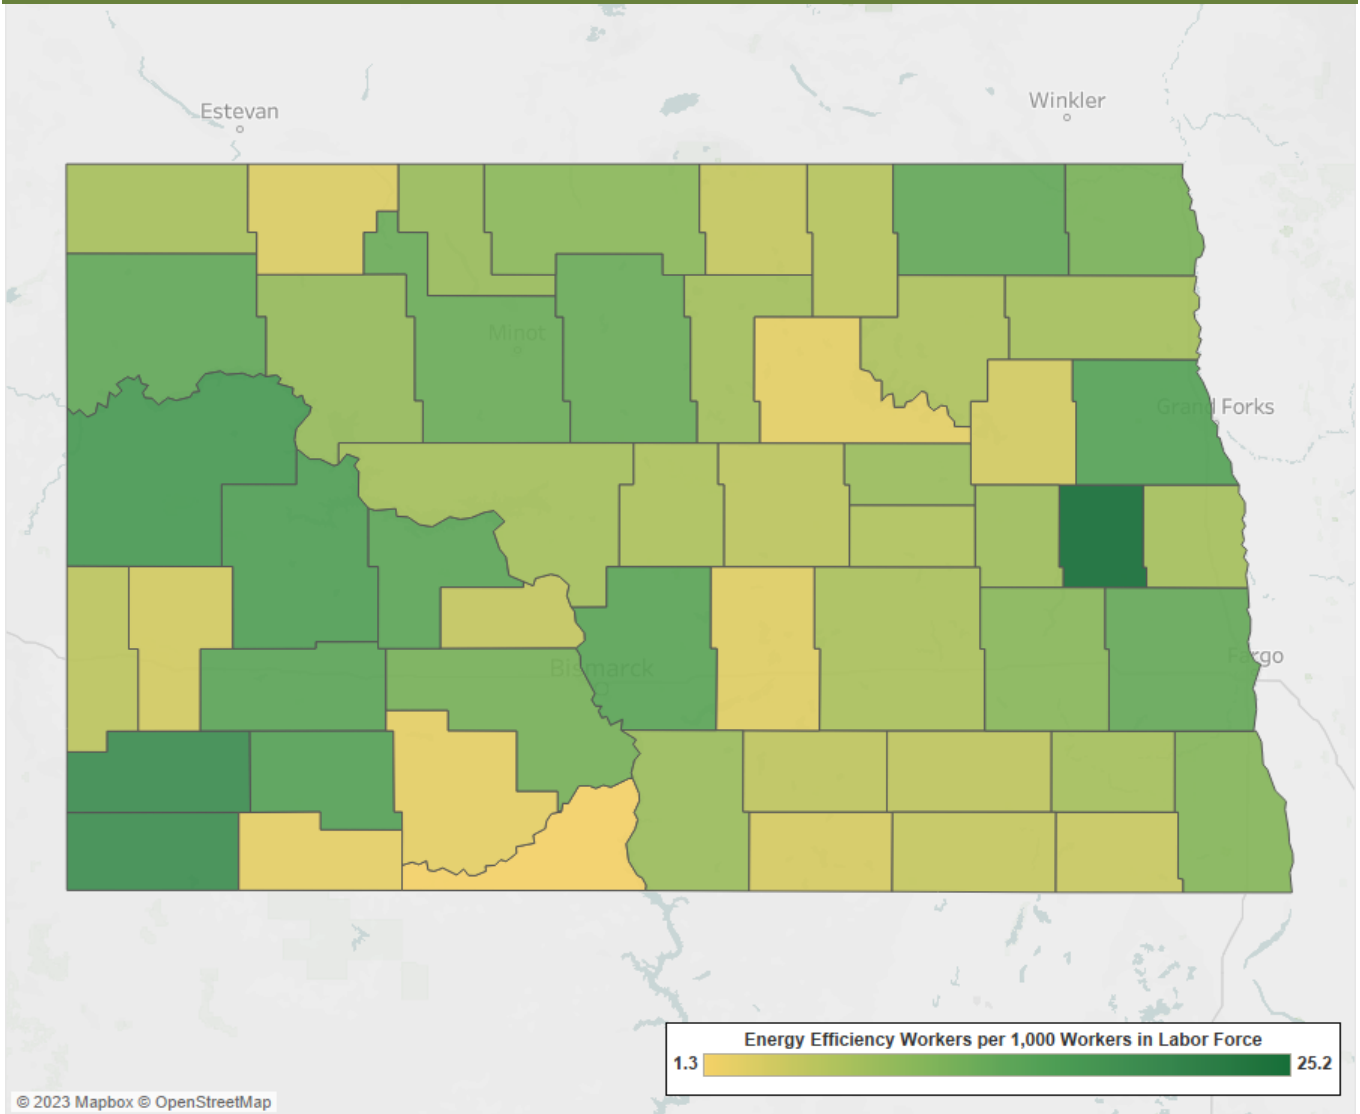 Estevan
Winkler
Minot
Grand Forks
Bismarck
Fargo
Energy Efficiency Workers per 1,000 Workers in Labor Force
1.3
25.2
© 2023 Mapbox © OpenStreetMap